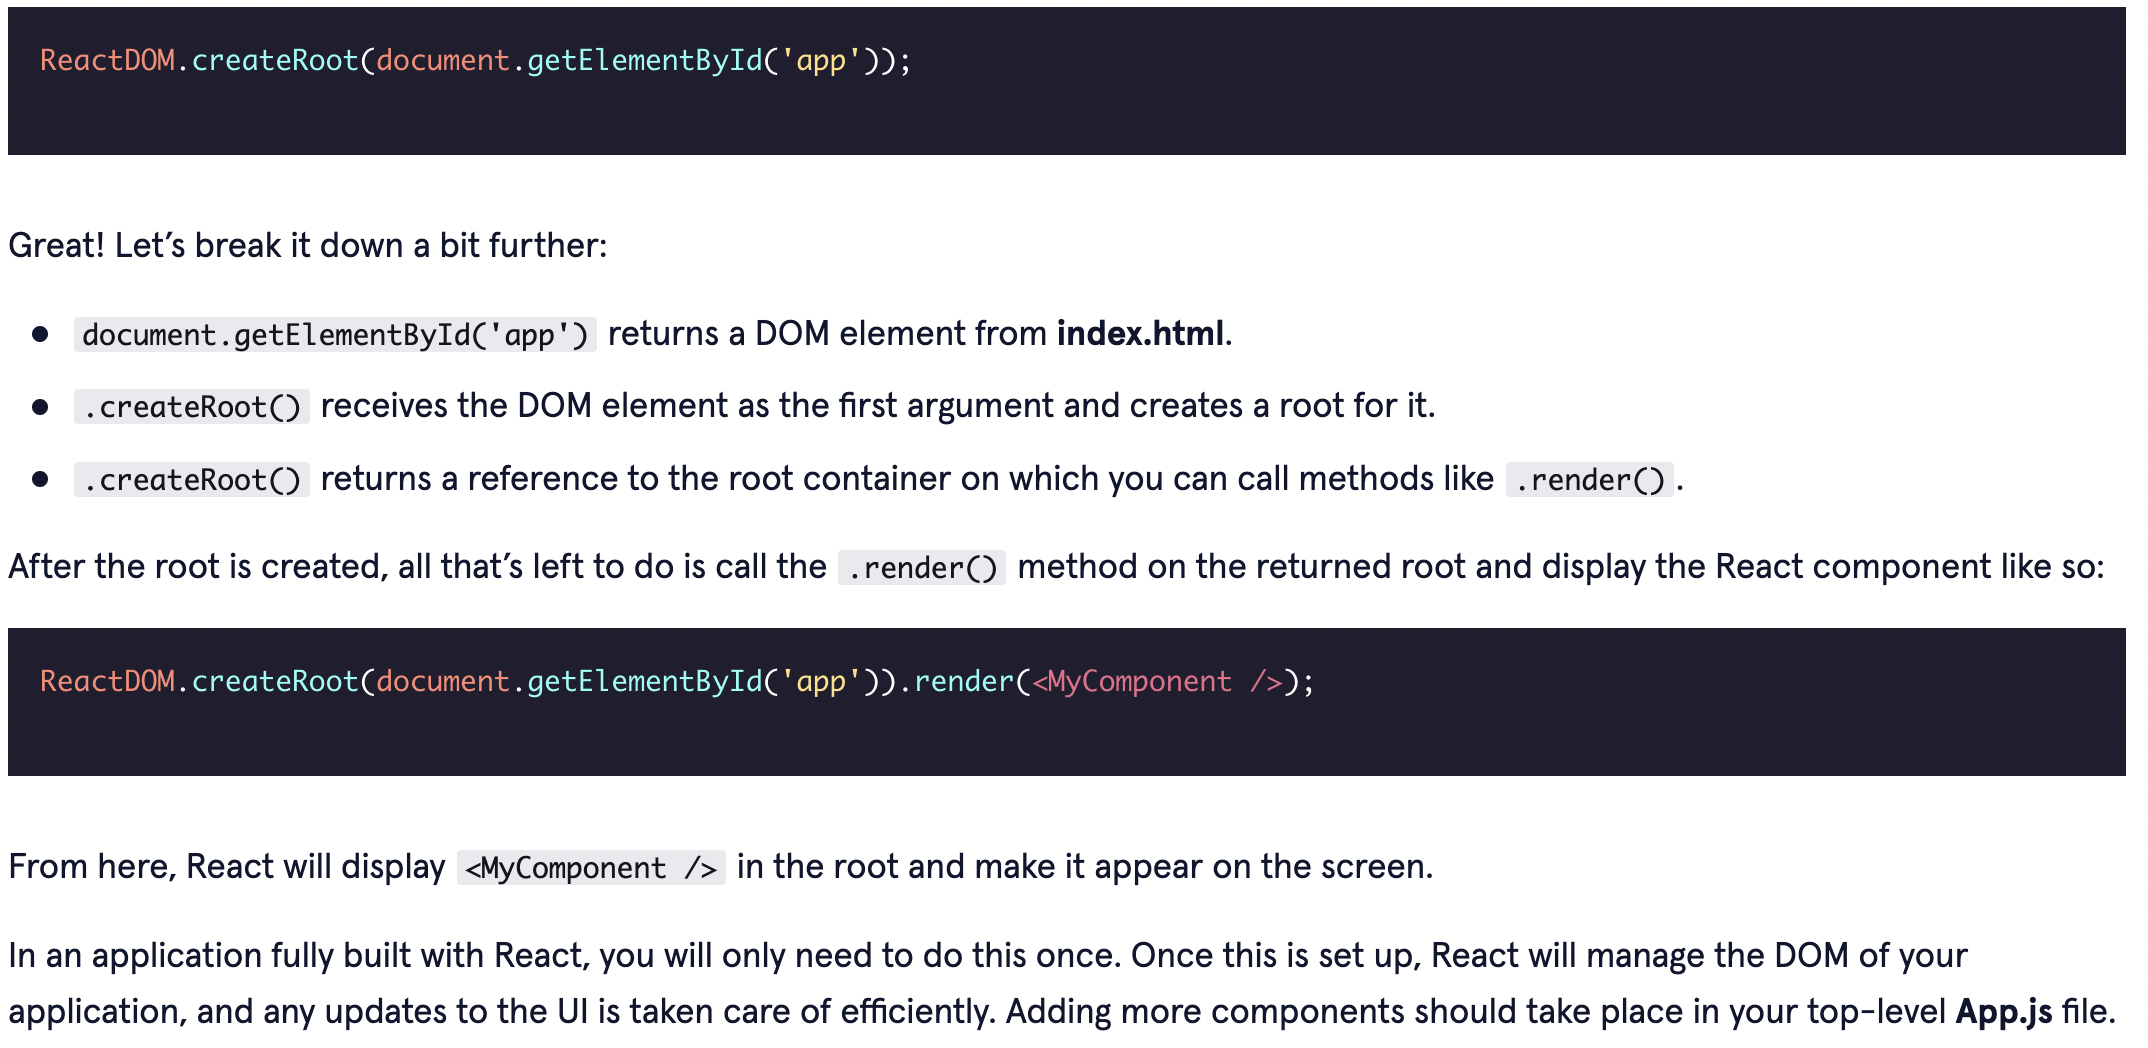 ReactDOM.createRoot(document.getElementById('app'));
Great! Let’s break it down a bit further:
● document.getElementById('app') returns a DOM element from index.html.
● .createRoot() receives the DOM element as the first argument and creates a root for it.
● .createRoot() returns a reference to the root container on which you can call methods like .render().
After the root is created, all that’s left to do is call the .render() method on the returned root and display the React component like so:
ReactDOM.createRoot(document.getElementById('app')).render(<MyComponent />);
From here, React will display <MyComponent /> in the root and make it appear on the screen.
In an application fully built with React, you will only need to do this once. Once this is set up, React will manage the DOM of your
application, and any updates to the UI is taken care of efficiently. Adding more components should take place in your top-level App.js file.